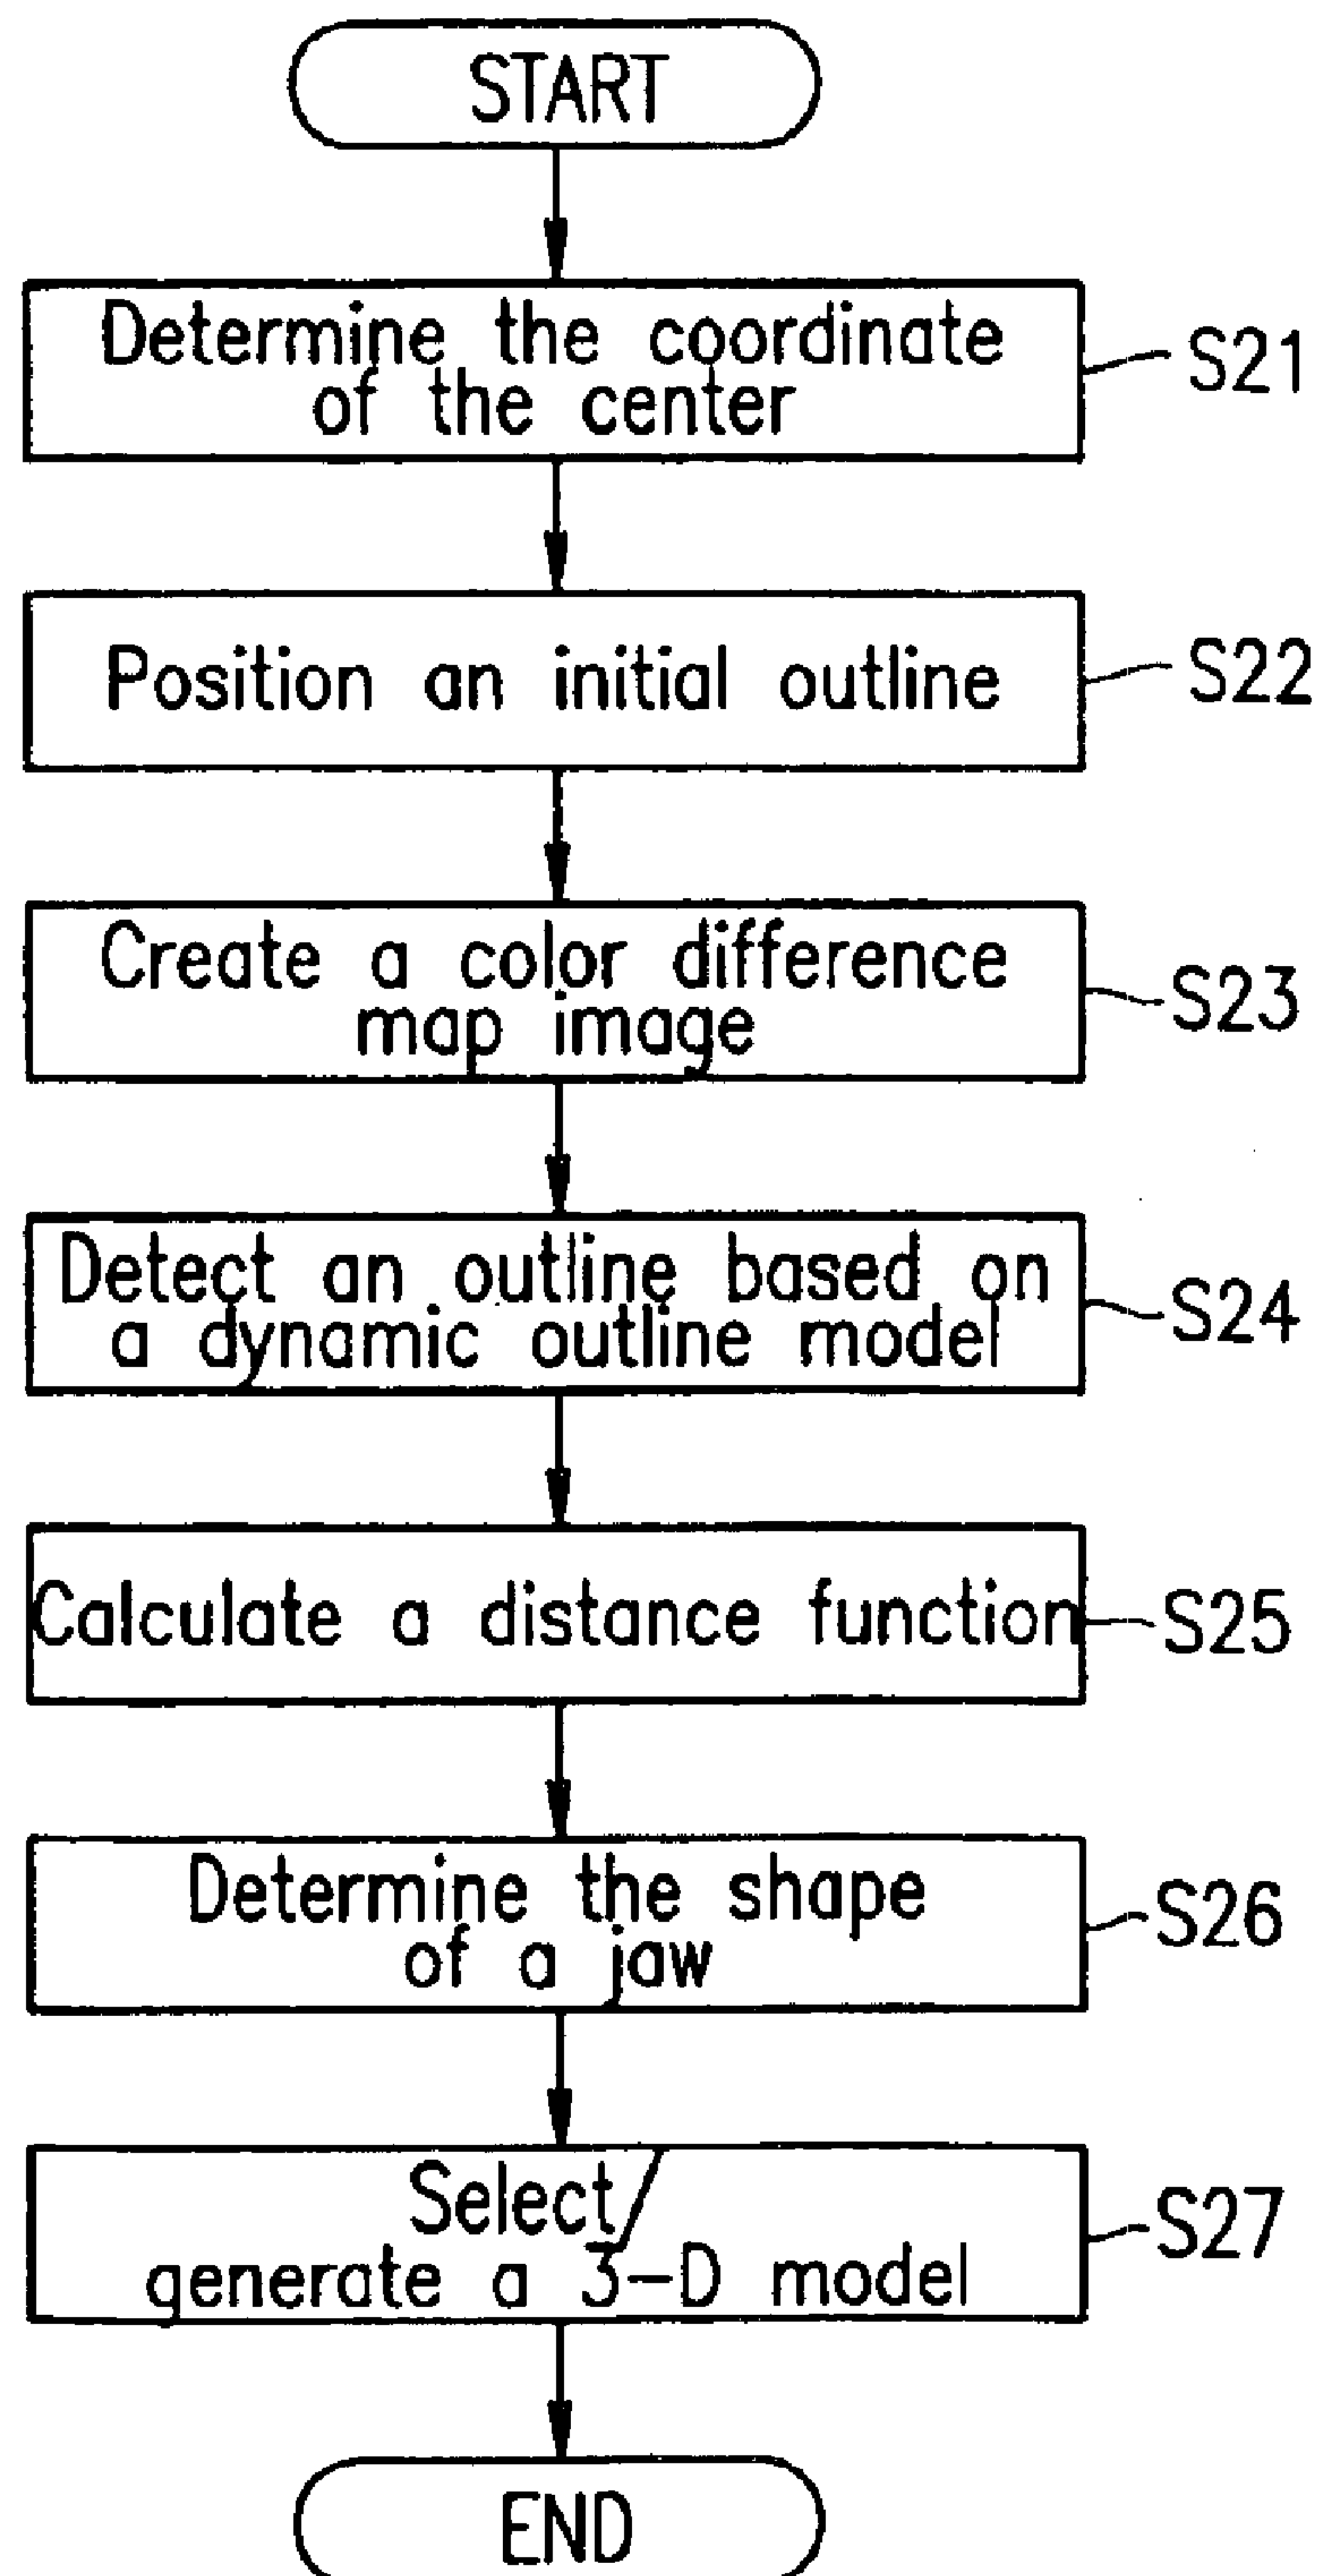 START
Determine the coordinate
of the center
S21
Position an initial outline
S22
Create a color difference
map image
S23
Detect an outline based on
a dynamic outline model
S24
Calculate a distance function
S25
Determine the shape
of a jaw
S26
Select/
generate a 3-D model
S27
END